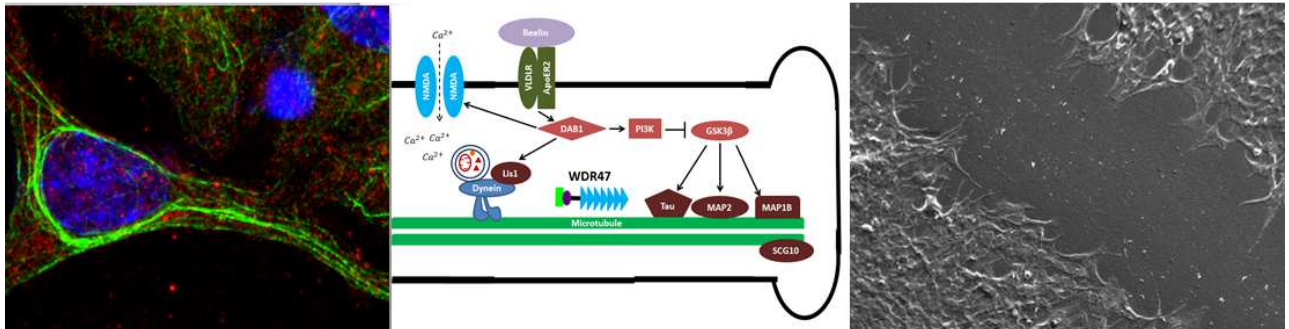 Ca²⁺
Reelin
NMDA
NMDA
VLDLR
ApoER2
DAB1
PI3K
GSK3β
Ca²⁺ Ca²⁺
Ca²⁺
Lis1
WDR47
Dynein
Tau
MAP2
MAP1B
Microtubule
SCG10